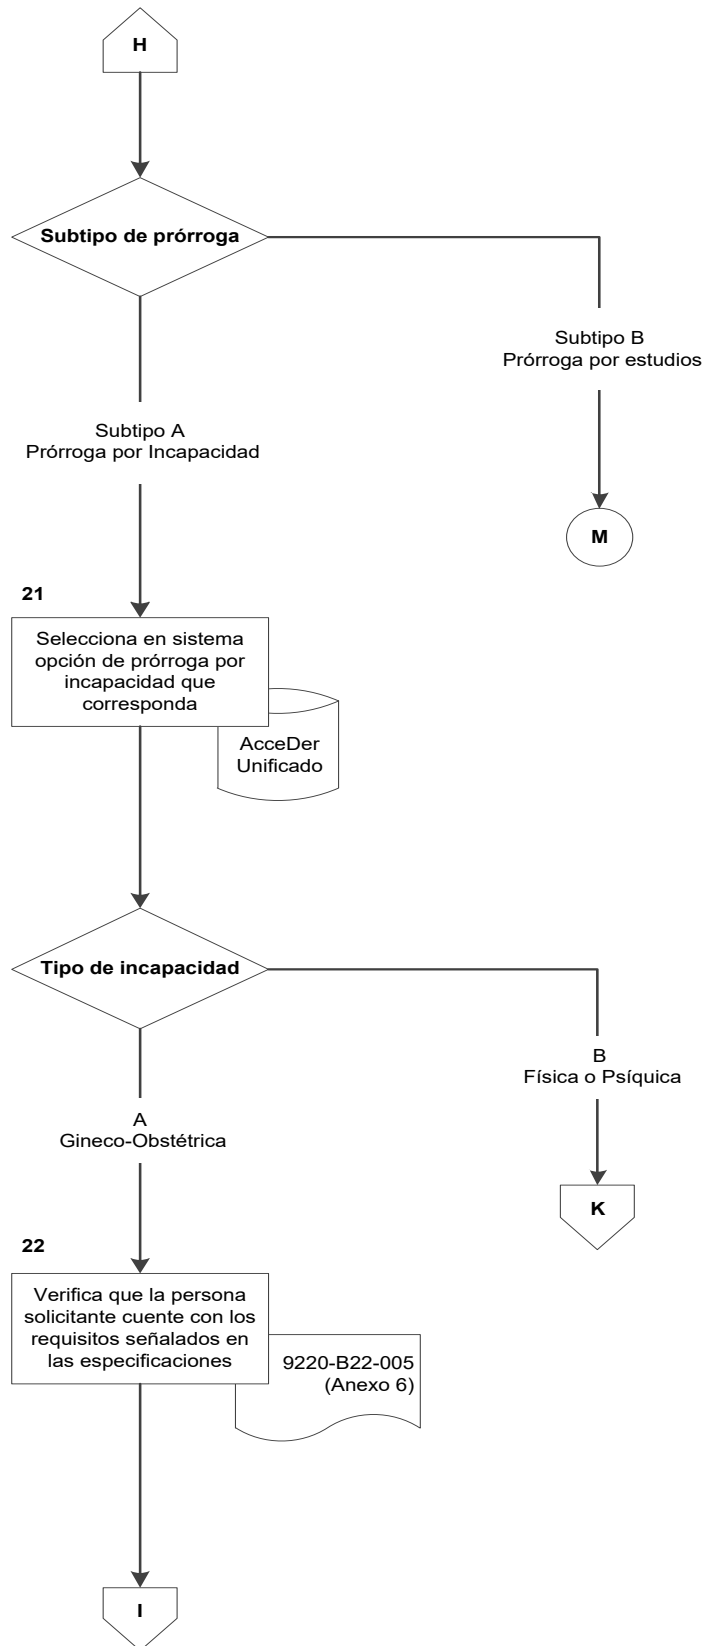 H
Subtipo de prórroga
Subtipo B
Prórroga por estudios
Subtipo A
Prórroga por Incapacidad
M
21
Selecciona en sistema
opción de prórroga por
incapacidad que
corresponda
AcceDer
Unificado
Tipo de incapacidad
B
Física o Psíquica
A
Gineco-Obstétrica
K
22
Verifica que la persona
solicitante cuente con los
requisitos señalados en
las especificaciones
9220-B22-005
(Anexo 6)
I